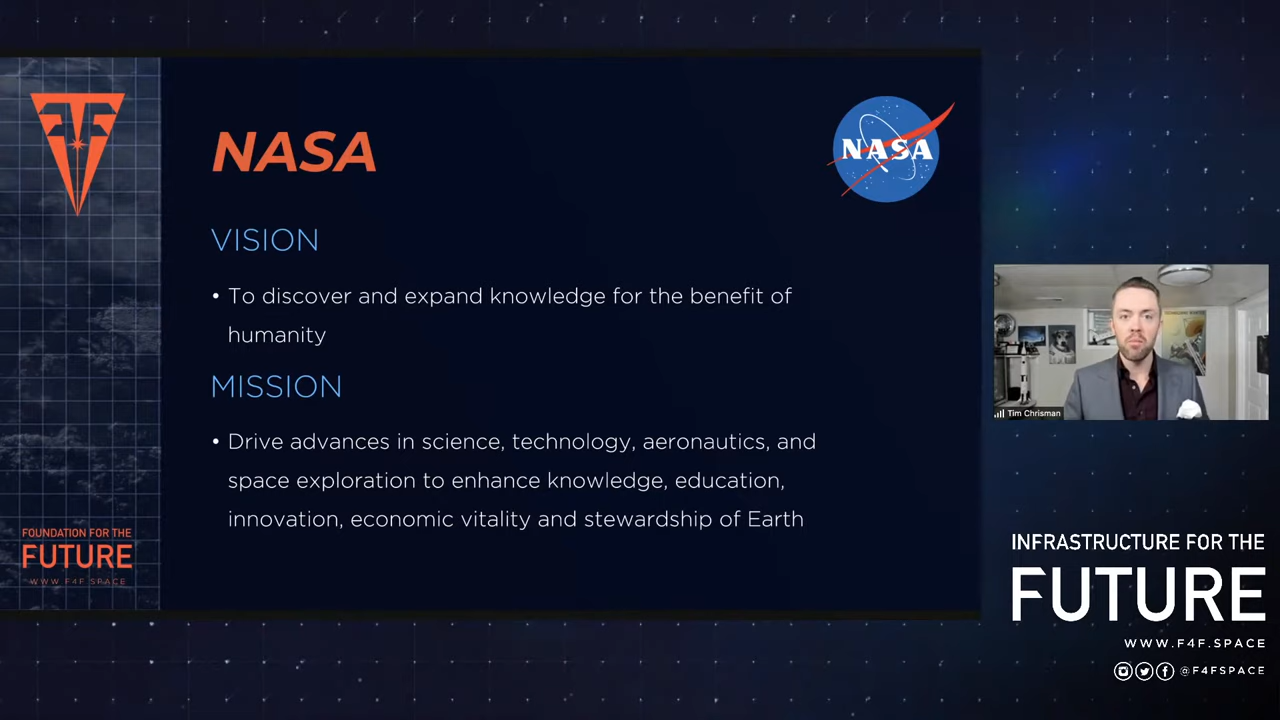 NASA
NASA
VISION
• To discover and expand knowledge for the benefit of
humanity
MISSION
• Drive advances in science, technology, aeronautics, and
space exploration to enhance knowledge, education,
innovation, economic vitality and stewardship of Earth
FOUNDATION FOR THE
FUTURE
WWW.F4F.SPACE
Tim Chrisman
INFRASTRUCTURE FOR THE
FUTURE
WWW.F4F.SPACE
@F4FSPACE